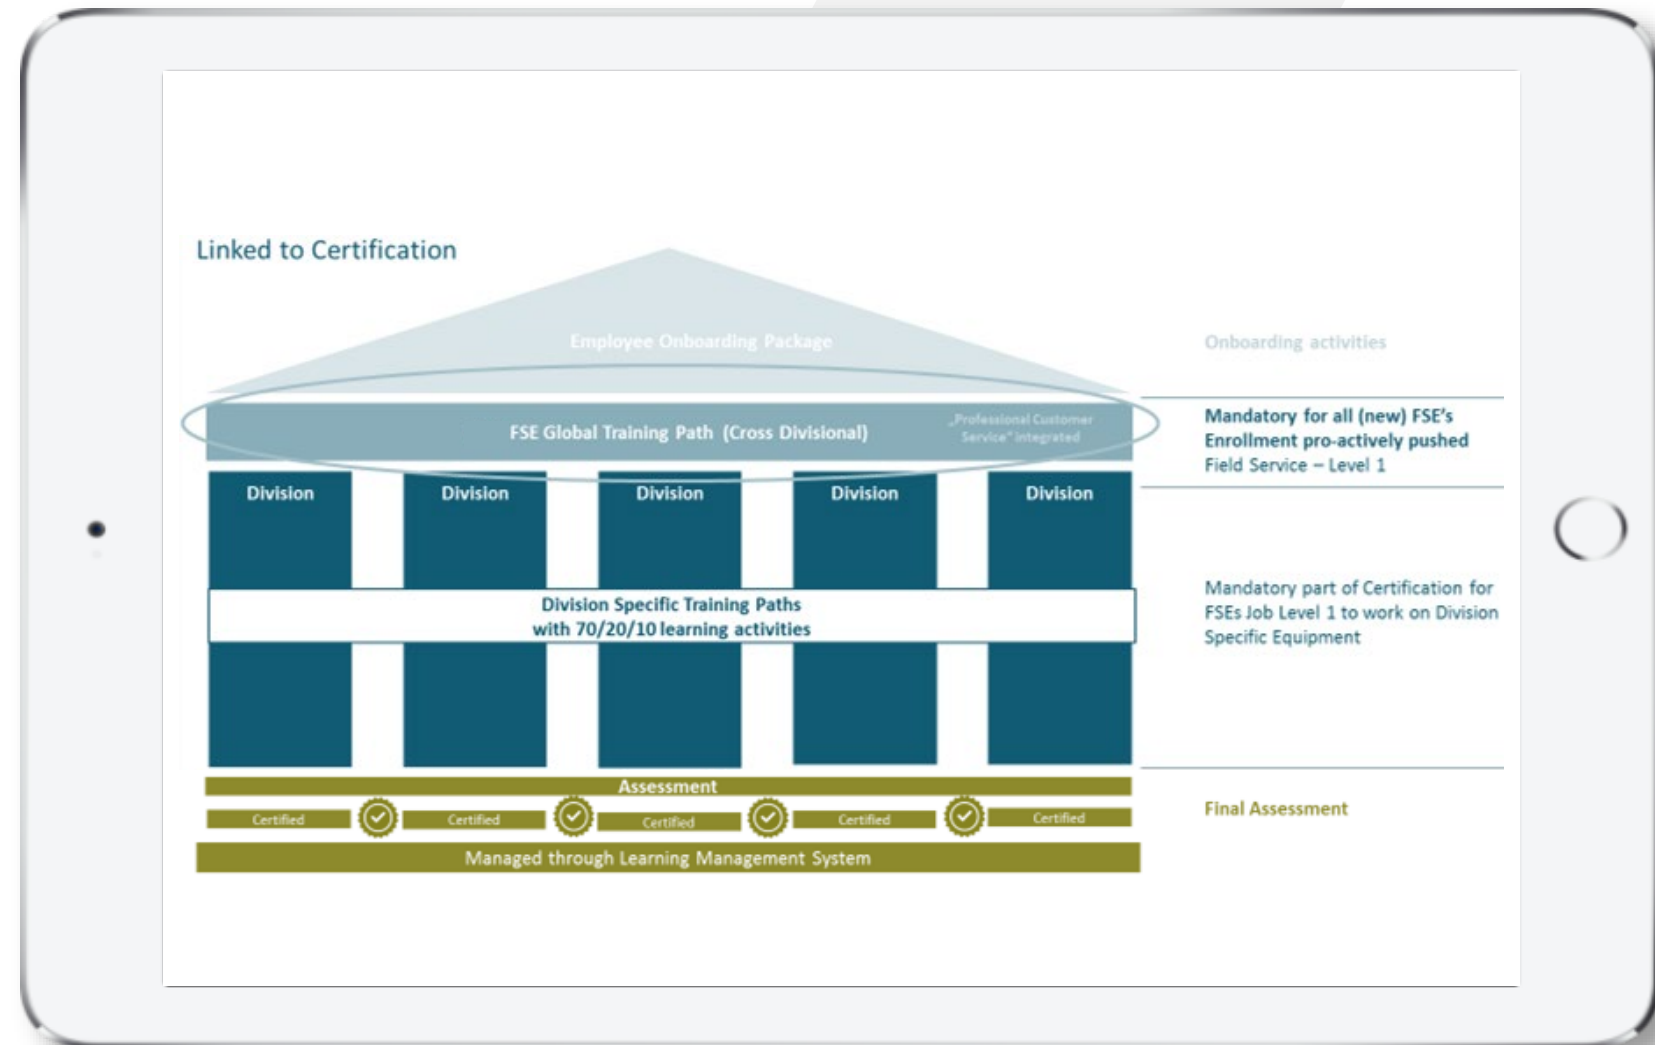 Linked to Certification
Employee Onboarding Package
Onboarding activities
FSE Global Training Path (Cross Divisional)
„Professional Customer
Service" integrated
Mandatory for all (new) FSE's
Enrollment pro-actively pushed
Field Service – Level 1
Division
Division
Division
Division
Division
Division Specific Training Paths
with 70/20/10 learning activities
Mandatory part of Certification for
FSEs Job Level 1 to work on Division
Specific Equipment
Assessment
Certified
Certified
Certified
Certified
Certified
Final Assessment
Managed through Learning Management System